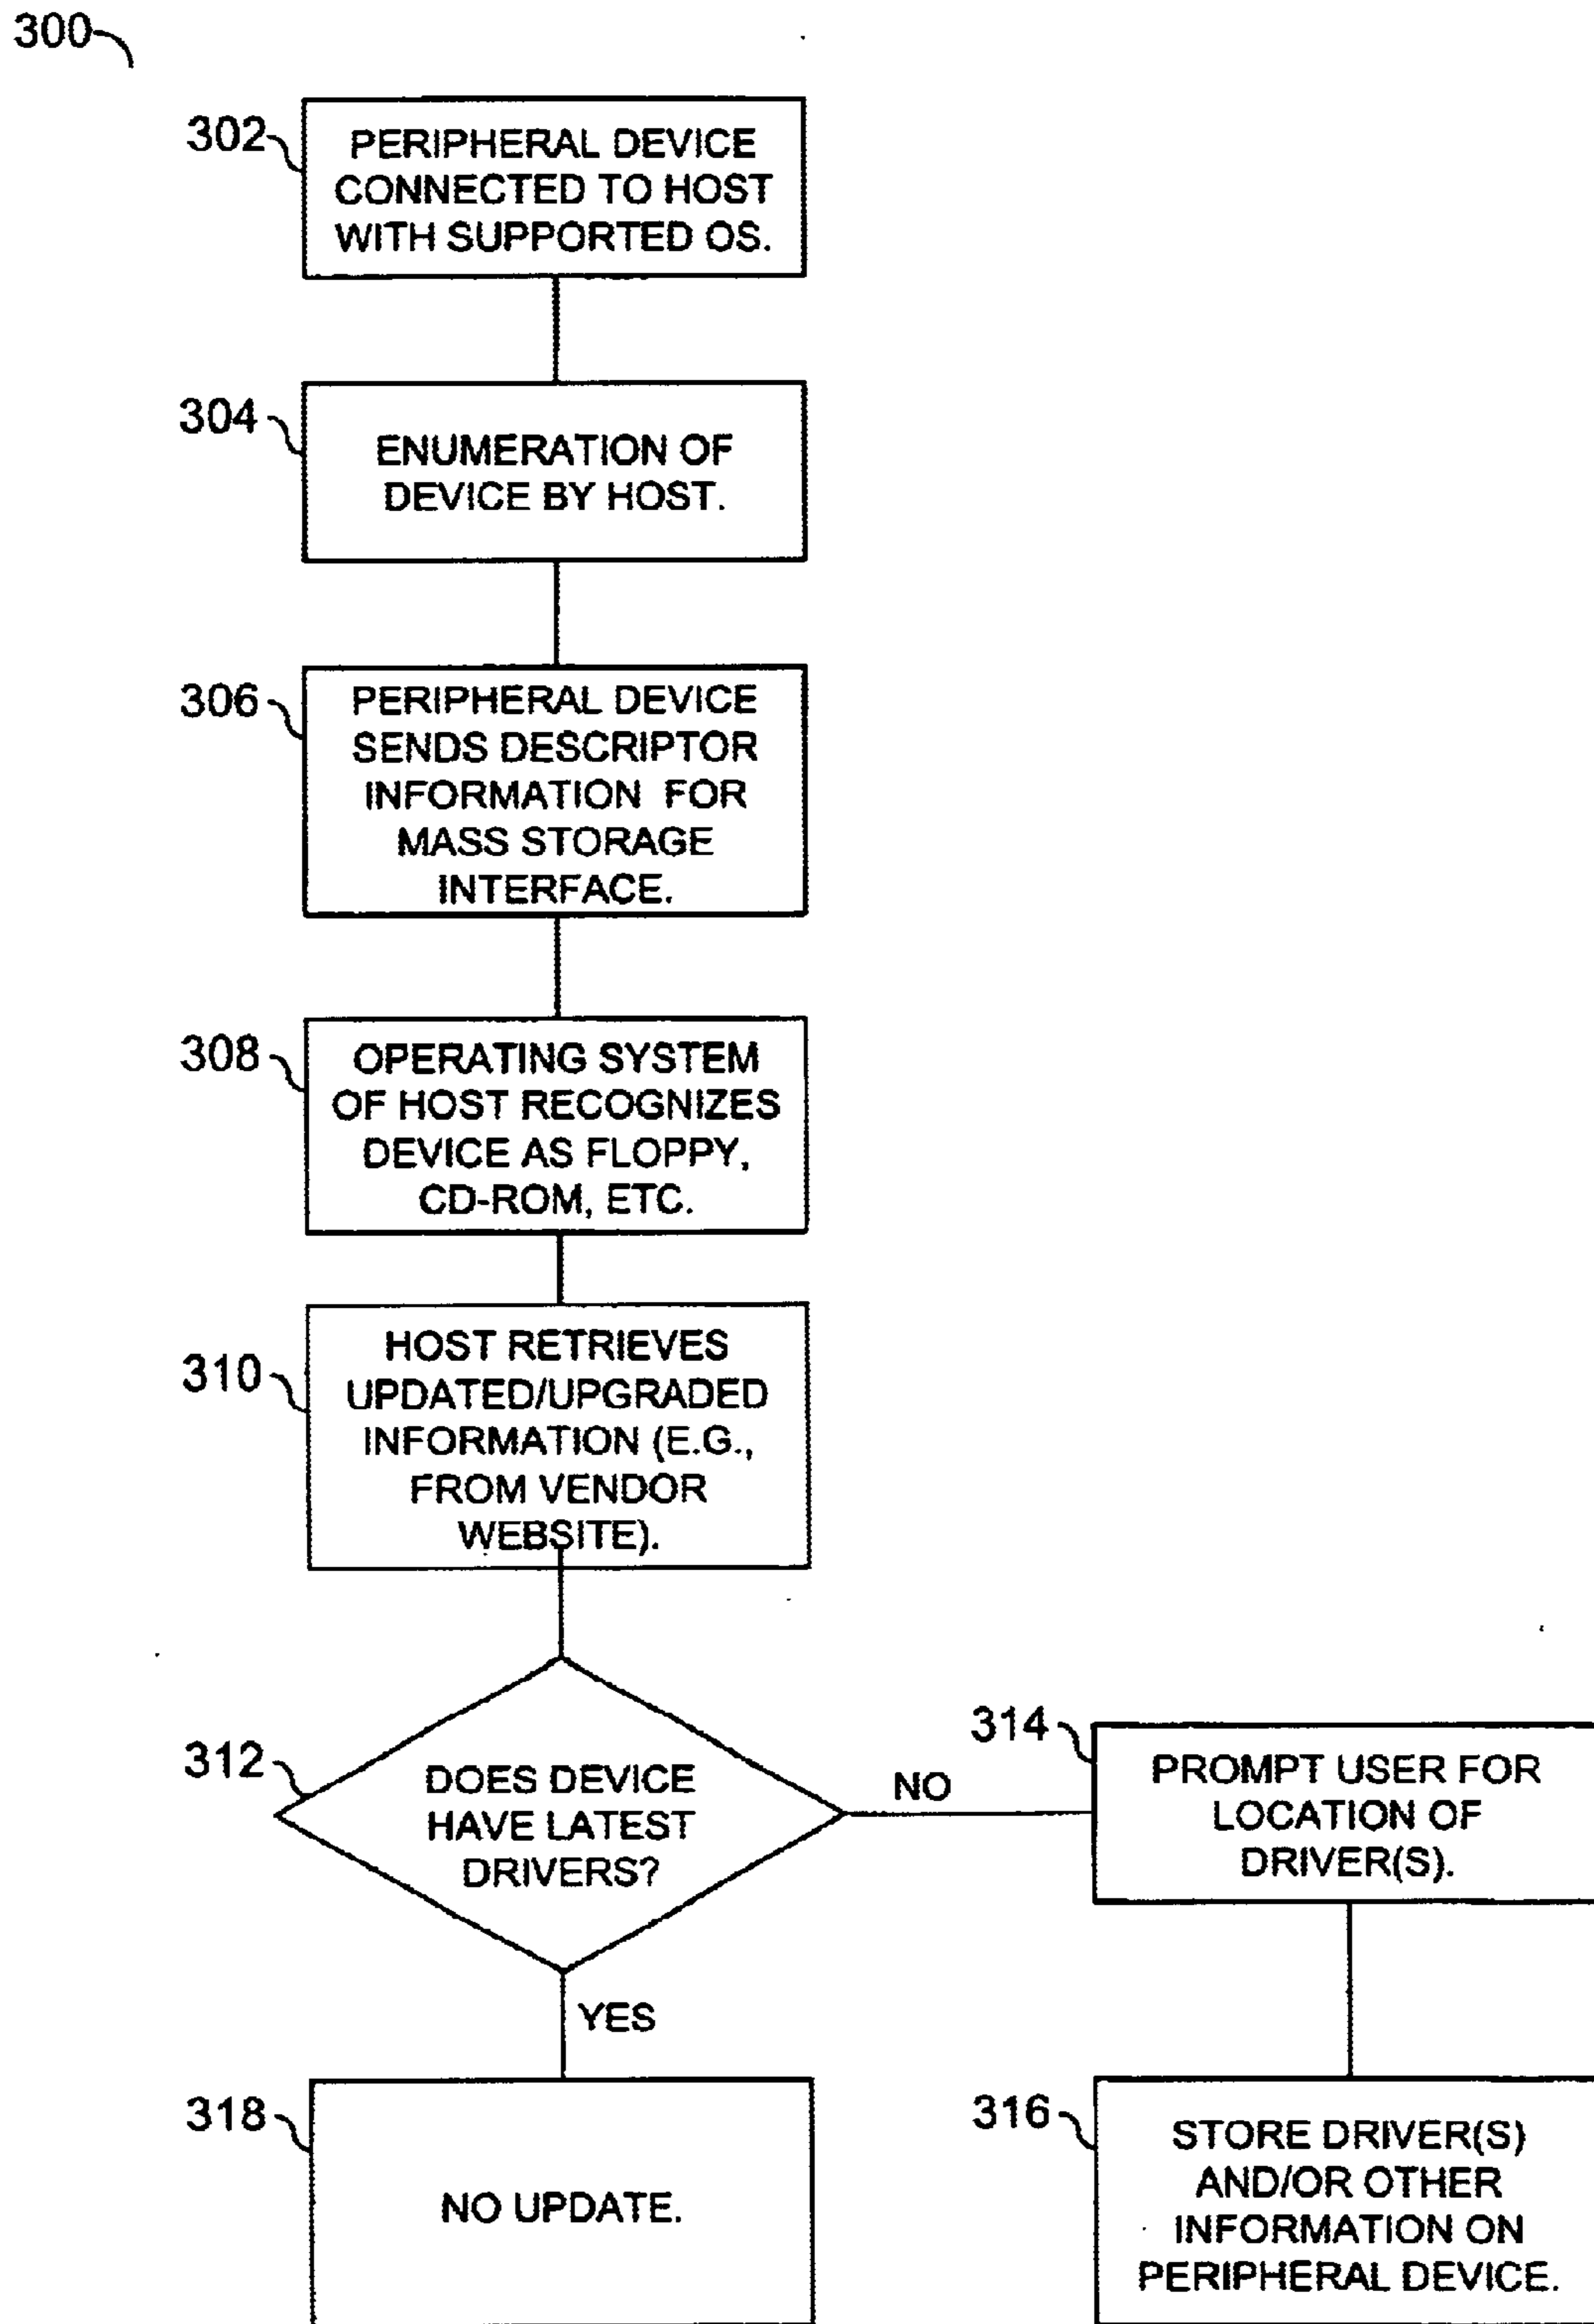 300
302
PERIPHERAL DEVICE
CONNECTED TO HOST
WITH SUPPORTED OS.
304
ENUMERATION OF
DEVICE BY HOST.
306
PERIPHERAL DEVICE
SENDS DESCRIPTOR
INFORMATION FOR
MASS STORAGE
INTERFACE.
308
OPERATING SYSTEM
OF HOST RECOGNIZES
DEVICE AS FLOPPY,
CD-ROM, ETC.
310
HOST RETRIEVES
UPDATED/UPGRADED
INFORMATION (E.G.,
FROM VENDOR
WEBSITE).
312
DOES DEVICE
HAVE LATEST
DRIVERS?
NO
314
PROMPT USER FOR
LOCATION OF
DRIVER(S).
YES
318
NO UPDATE.
316
STORE DRIVER(S)
AND/OR OTHER
INFORMATION ON
PERIPHERAL DEVICE.